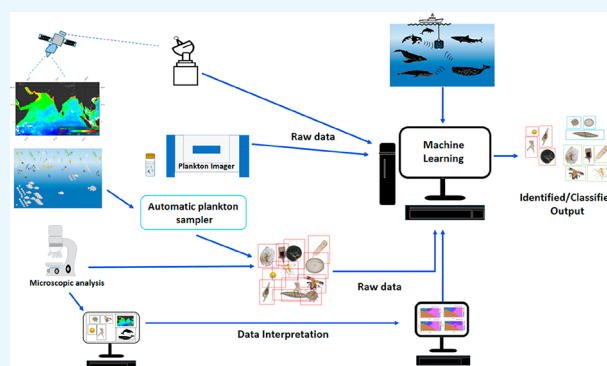 Raw data
Plankton Imager
Machine
Learning
Identified/Classifie
Output
Automatic plankton
sampler
Microscopic analysis
Raw data
Data Interpretation